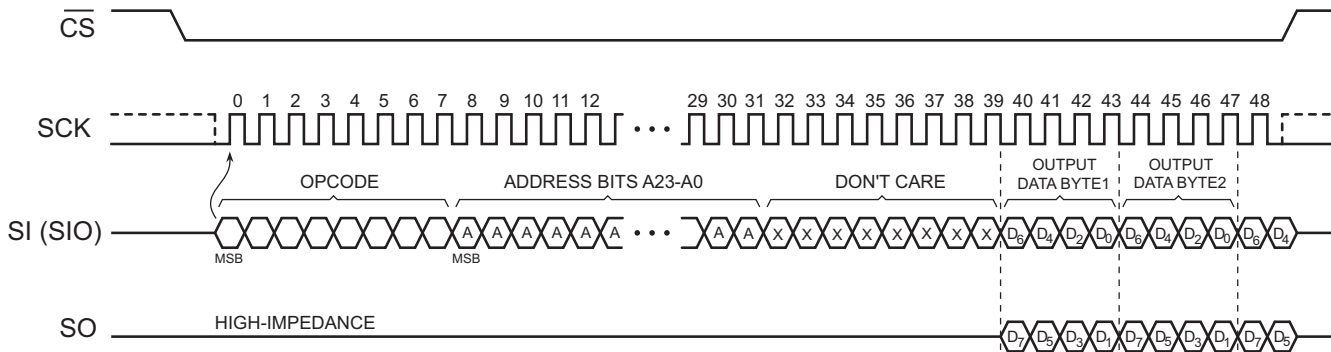 CS
0 1 2 3 4 5 6 7 8 9 10 11 12 29 30 31 32 33 34 35 36 37 38 39 40 41 42 43 44 45 46 47 48
SCK
OPCODE ADDRESS BITS A23-A0 DON'T CARE OUTPUT DATA BYTE1 OUTPUT DATA BYTE2
SI (SIO) A A A A A A A A X X X X X X X X D6 D4 D2 D0 D6 D4 D2 D0 D6 D4
MSB MSB
HIGH-IMPEDANCE
SO D7 D5 D3 D1 D7 D5 D3 D1 D7 D5